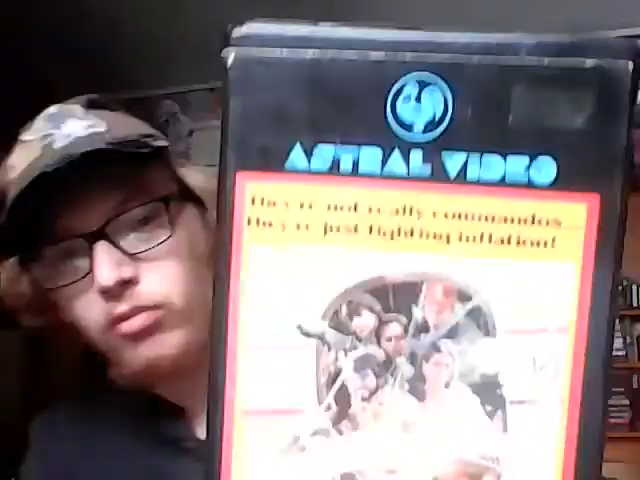 ASTRAL VIDEO
They're not really commandos...
They're just fighting inflation!